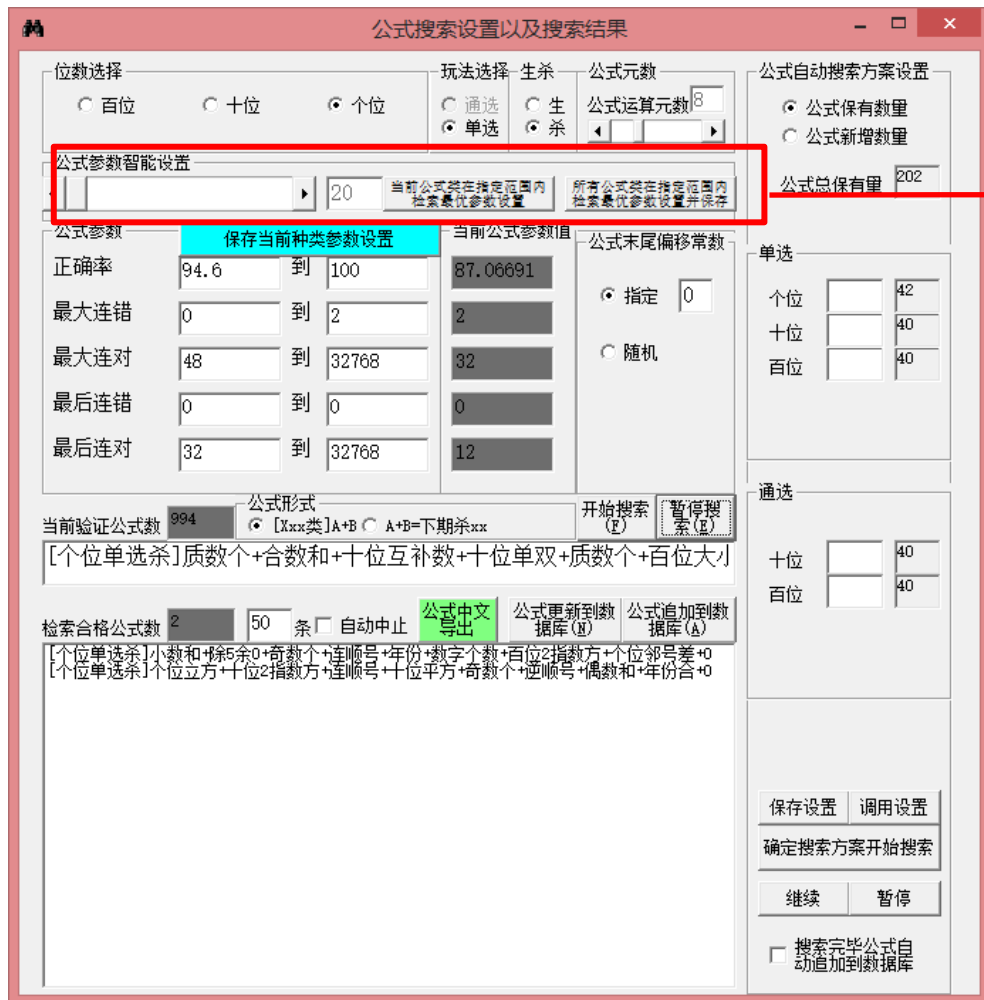 公式搜索设置以及搜索结果
位数选择
百位 十位 个位
玩法选择
通选
单选
生杀
生
杀
公式元数
公式运算元数 8
公式自动搜索方案设置
公式保有数量
公式新增数量
公式总保有量 202
公式参数智能设置
20
当前公式类在指定范围内
检索最优参数设置
所有公式类在指定范围内
检索最优参数设置并保存
公式参数
保存当前种类参数设置
当前公式参数值
正确率 94.6 到 100 87.06691
最大连错 0 到 2 2
最大连对 48 到 32768 32
最后连错 0 到 0 0
最后连对 32 到 32768 12
公式末尾偏移常数
指定 0
随机
单选
个位 42
十位 40
百位 40
当前验证公式数 994
公式形式
[Xxx类]A+B A+B=下期杀xx
开始搜索
(F)
暂停搜
索(E)
[个位单选杀]质数个+合数和+十位互补数+十位单双+质数个+百位大小
通选
十位 40
百位 40
检索合格公式数 2 50 条 自动中止
公式中文
导出
公式更新到数
据库(N)
公式追加到数
据库(A)
[个位单选杀]小数和+除5余0+奇数个+连顺号+年份+数字个数+百位2指数方+个位邻号差+0
[个位单选杀]个位立方+十位2指数方+连顺号+十位平方+奇数个+逆顺号+偶数和+年份合+0
保存设置 调用设置
确定搜索方案开始搜索
继续 暂停
搜索完毕公式自
动追加到数据库